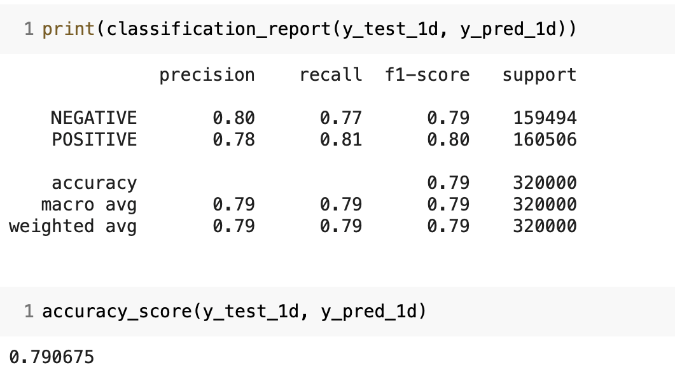 1 print(classification_report(y_test_1d, y_pred_1d))
precision recall f1-score support
NEGATIVE 0.80 0.77 0.79 159494
POSITIVE 0.78 0.81 0.80 160506
accuracy 0.79 320000
macro avg 0.79 0.79 0.79 320000
weighted avg 0.79 0.79 0.79 320000
1 accuracy_score(y_test_1d, y_pred_1d)
0.790675